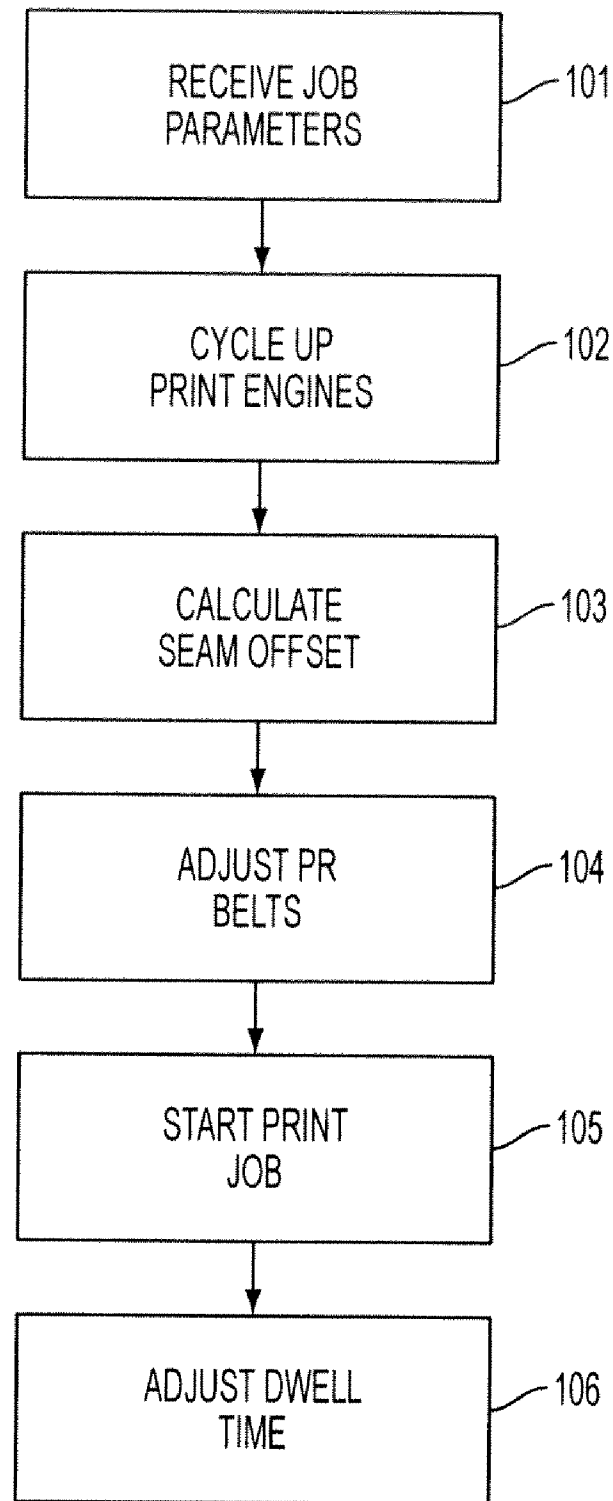 RECEIVE JOB
PARAMETERS
101
CYCLE UP
PRINT ENGINES
102
CALCULATE
SEAM OFFSET
103
ADJUST PR
BELTS
104
START PRINT
JOB
105
ADJUST DWELL
TIME
106